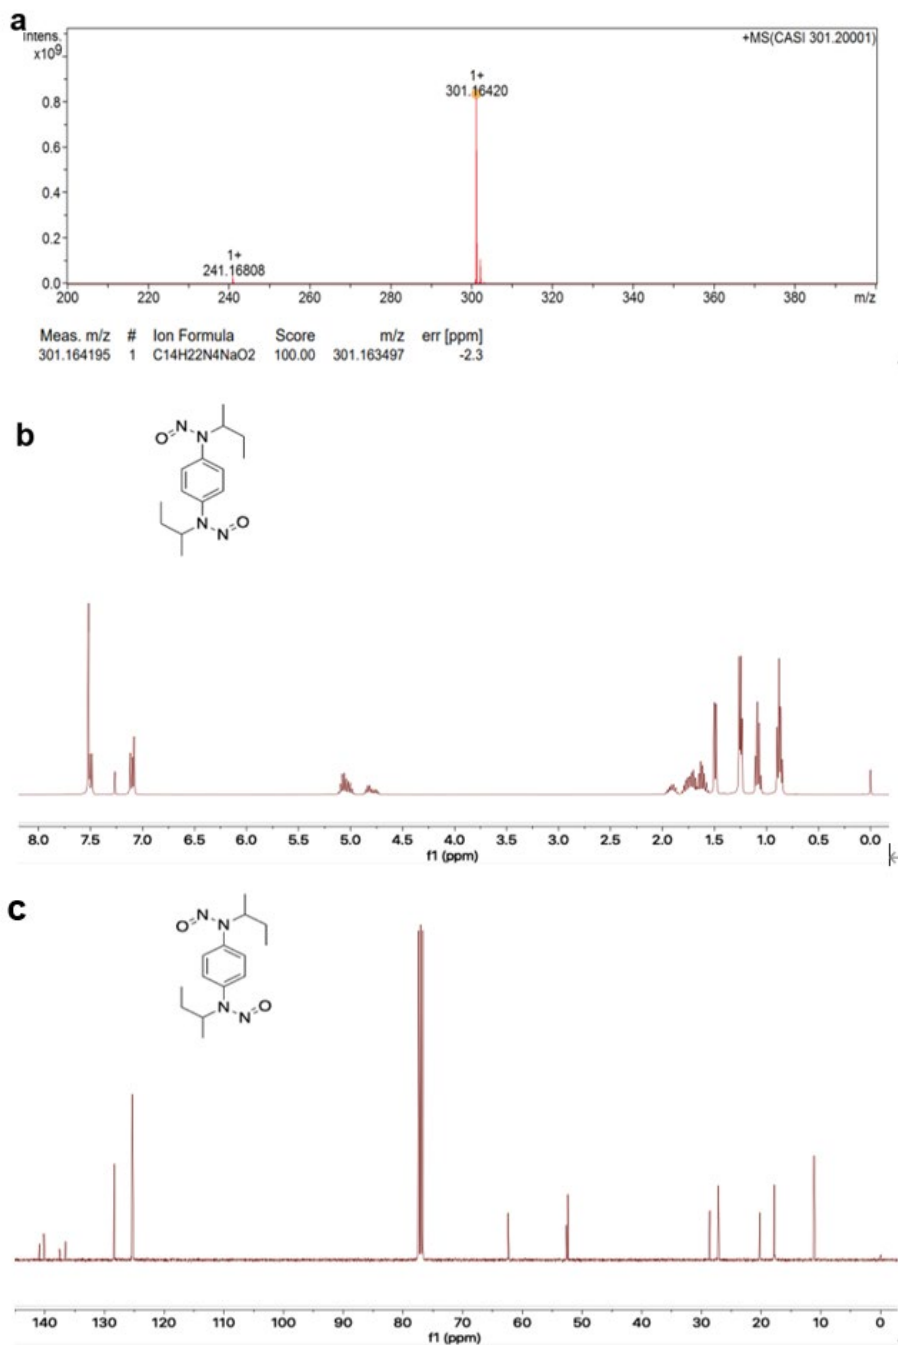 a
Intens.
x10⁹
+MS(CASI 301.20001)
1+
301.16420
0.8
0.6
0.4
0.2
0.0
1+
241.16808
200 220 240 260 280 300 320 340 360 380 m/z
Meas. m/z # Ion Formula Score m/z err [ppm]
301.164195 1 C14H22N4NaO2 100.00 301.163497 -2.3
b
O N N
N N O
8.0 7.5 7.0 6.5 6.0 5.5 5.0 4.5 4.0 3.5 3.0 2.5 2.0 1.5 1.0 0.5 0.0
f1 (ppm)
c
O N N
N N O
140 130 120 110 100 90 80 70 60 50 40 30 20 10 0
f1 (ppm)